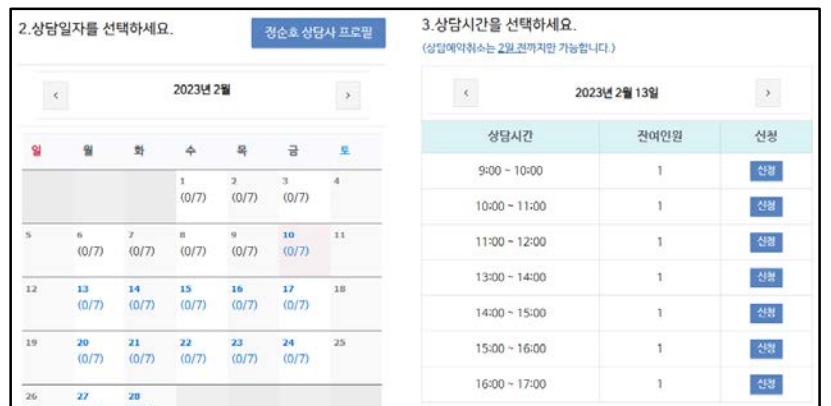 2.상담일자를 선택하세요.
정순호 상담사 프로필
<
2023년 2월
>
일 월 화 수 목 금 토
1 2 3 4
(0/7) (0/7) (0/7)
5 6 7 8 9 10 11
(0/7) (0/7) (0/7) (0/7) (0/7)
12 13 14 15 16 17 18
(0/7) (0/7) (0/7) (0/7) (0/7)
19 20 21 22 23 24 25
(0/7) (0/7) (0/7) (0/7) (0/7)
26 27 28
3.상담시간을 선택하세요.
(상담예약취소는 2일 전까지만 가능합니다.)
<
2023년 2월 13일
>
상담시간 잔여인원 신청
9:00 ~ 10:00 1 신청
10:00 ~ 11:00 1 신청
11:00 ~ 12:00 1 신청
13:00 ~ 14:00 1 신청
14:00 ~ 15:00 1 신청
15:00 ~ 16:00 1 신청
16:00 ~ 17:00 1 신청